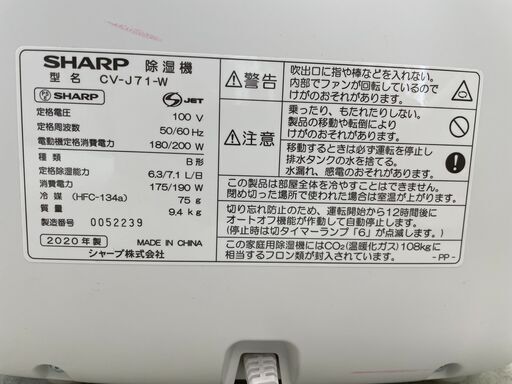 SHARP 除湿機
型 名 CV-J71-W
SHARP
S JET
定格電圧 100 V
定格周波数 50/60 Hz
電動機定格消費電力 180/200 W
種 類 B 形
定格除湿能力 6.3/7.1 L/日
消費電力 175/190 W
冷 媒 (HFC-134a) 75 g
質 量 9.4 kg
製造番号 0052239
2020年製 MADE IN CHINA
シャープ株式会社
警告
吹出口に指や棒などを入れない。
内部でファンが回転しているので
けがのおそれがあります。
注意
乗ったり、もたれたりしない。
製品の移動や転倒により
けがのおそれがあります。
移動するときは必ず運転を停止し
排水タンクの水を捨てる。
水漏れ、感電のおそれがあります。
この製品は部屋全体を冷やすことはできません。
閉め切った場所で使われた場合は室温が上がります。
切り忘れ防止のため、運転開始から12時間後に
オートオフ機能が作動して自動停止します。
(停止時は切タイマーランプ「6」が点滅します。)
この家庭用除湿機にはCO₂(温暖化ガス)108kgに
相当するフロン類が封入されています。
- PP -